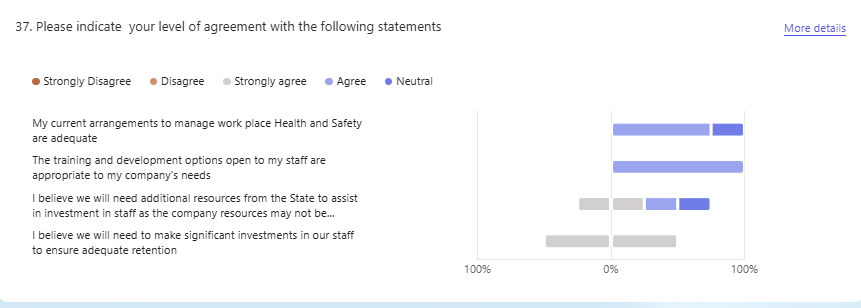 37. Please indicate  your level of agreement with the following statements
More details
Strongly Disagree
Disagree
Strongly agree
Agree
Neutral
My current arrangements to manage work place Health and Safety
are adequate
The training and development options open to my staff are
appropriate to my company's needs
I believe we will need additional resources from the State to assist
in investment in staff as the company resources may not be...
I believe we will need to make significant investments in our staff
to ensure adequate retention
100%
0%
100%